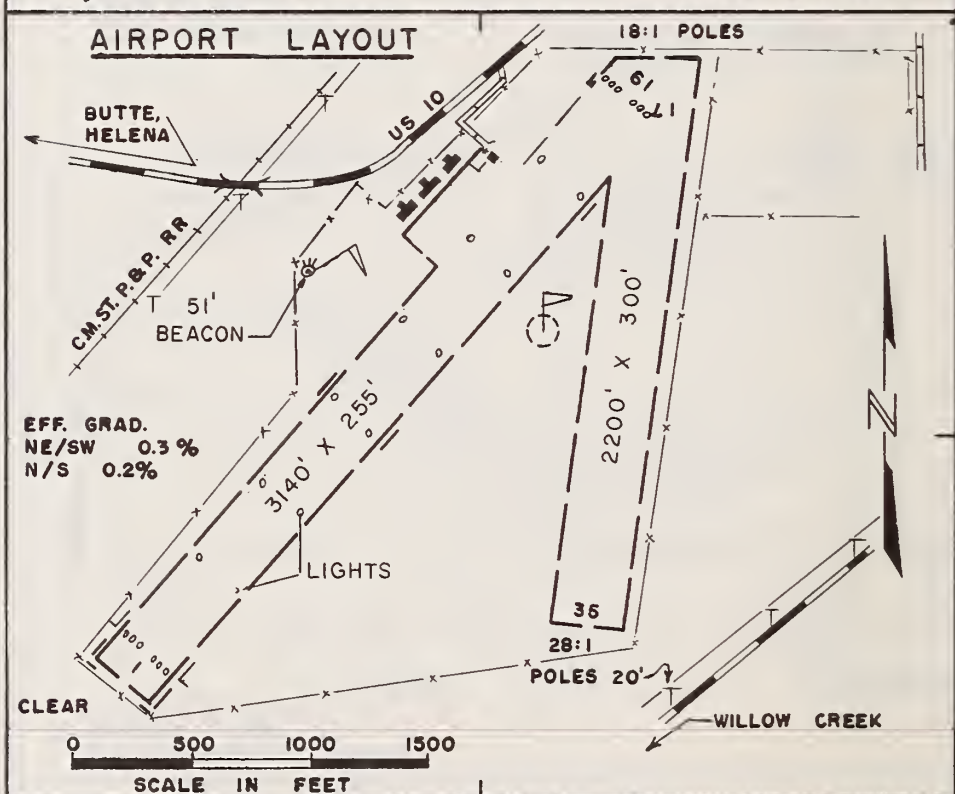 AIRPORT LAYOUT
18:1 POLES
BUTTE,
HELENA
US 10
19
17
C.M. ST. P. & P. RR
T
T
T 51'
BEACON
EFF. GRAD.
NE/SW 0.3%
N/S 0.2%
3140' X 255'
2200' X 300'
N
LIGHTS
1
35
28:1
POLES 20'
T
T
T
CLEAR
WILLOW CREEK
0 500 1000 1500
SCALE IN FEET